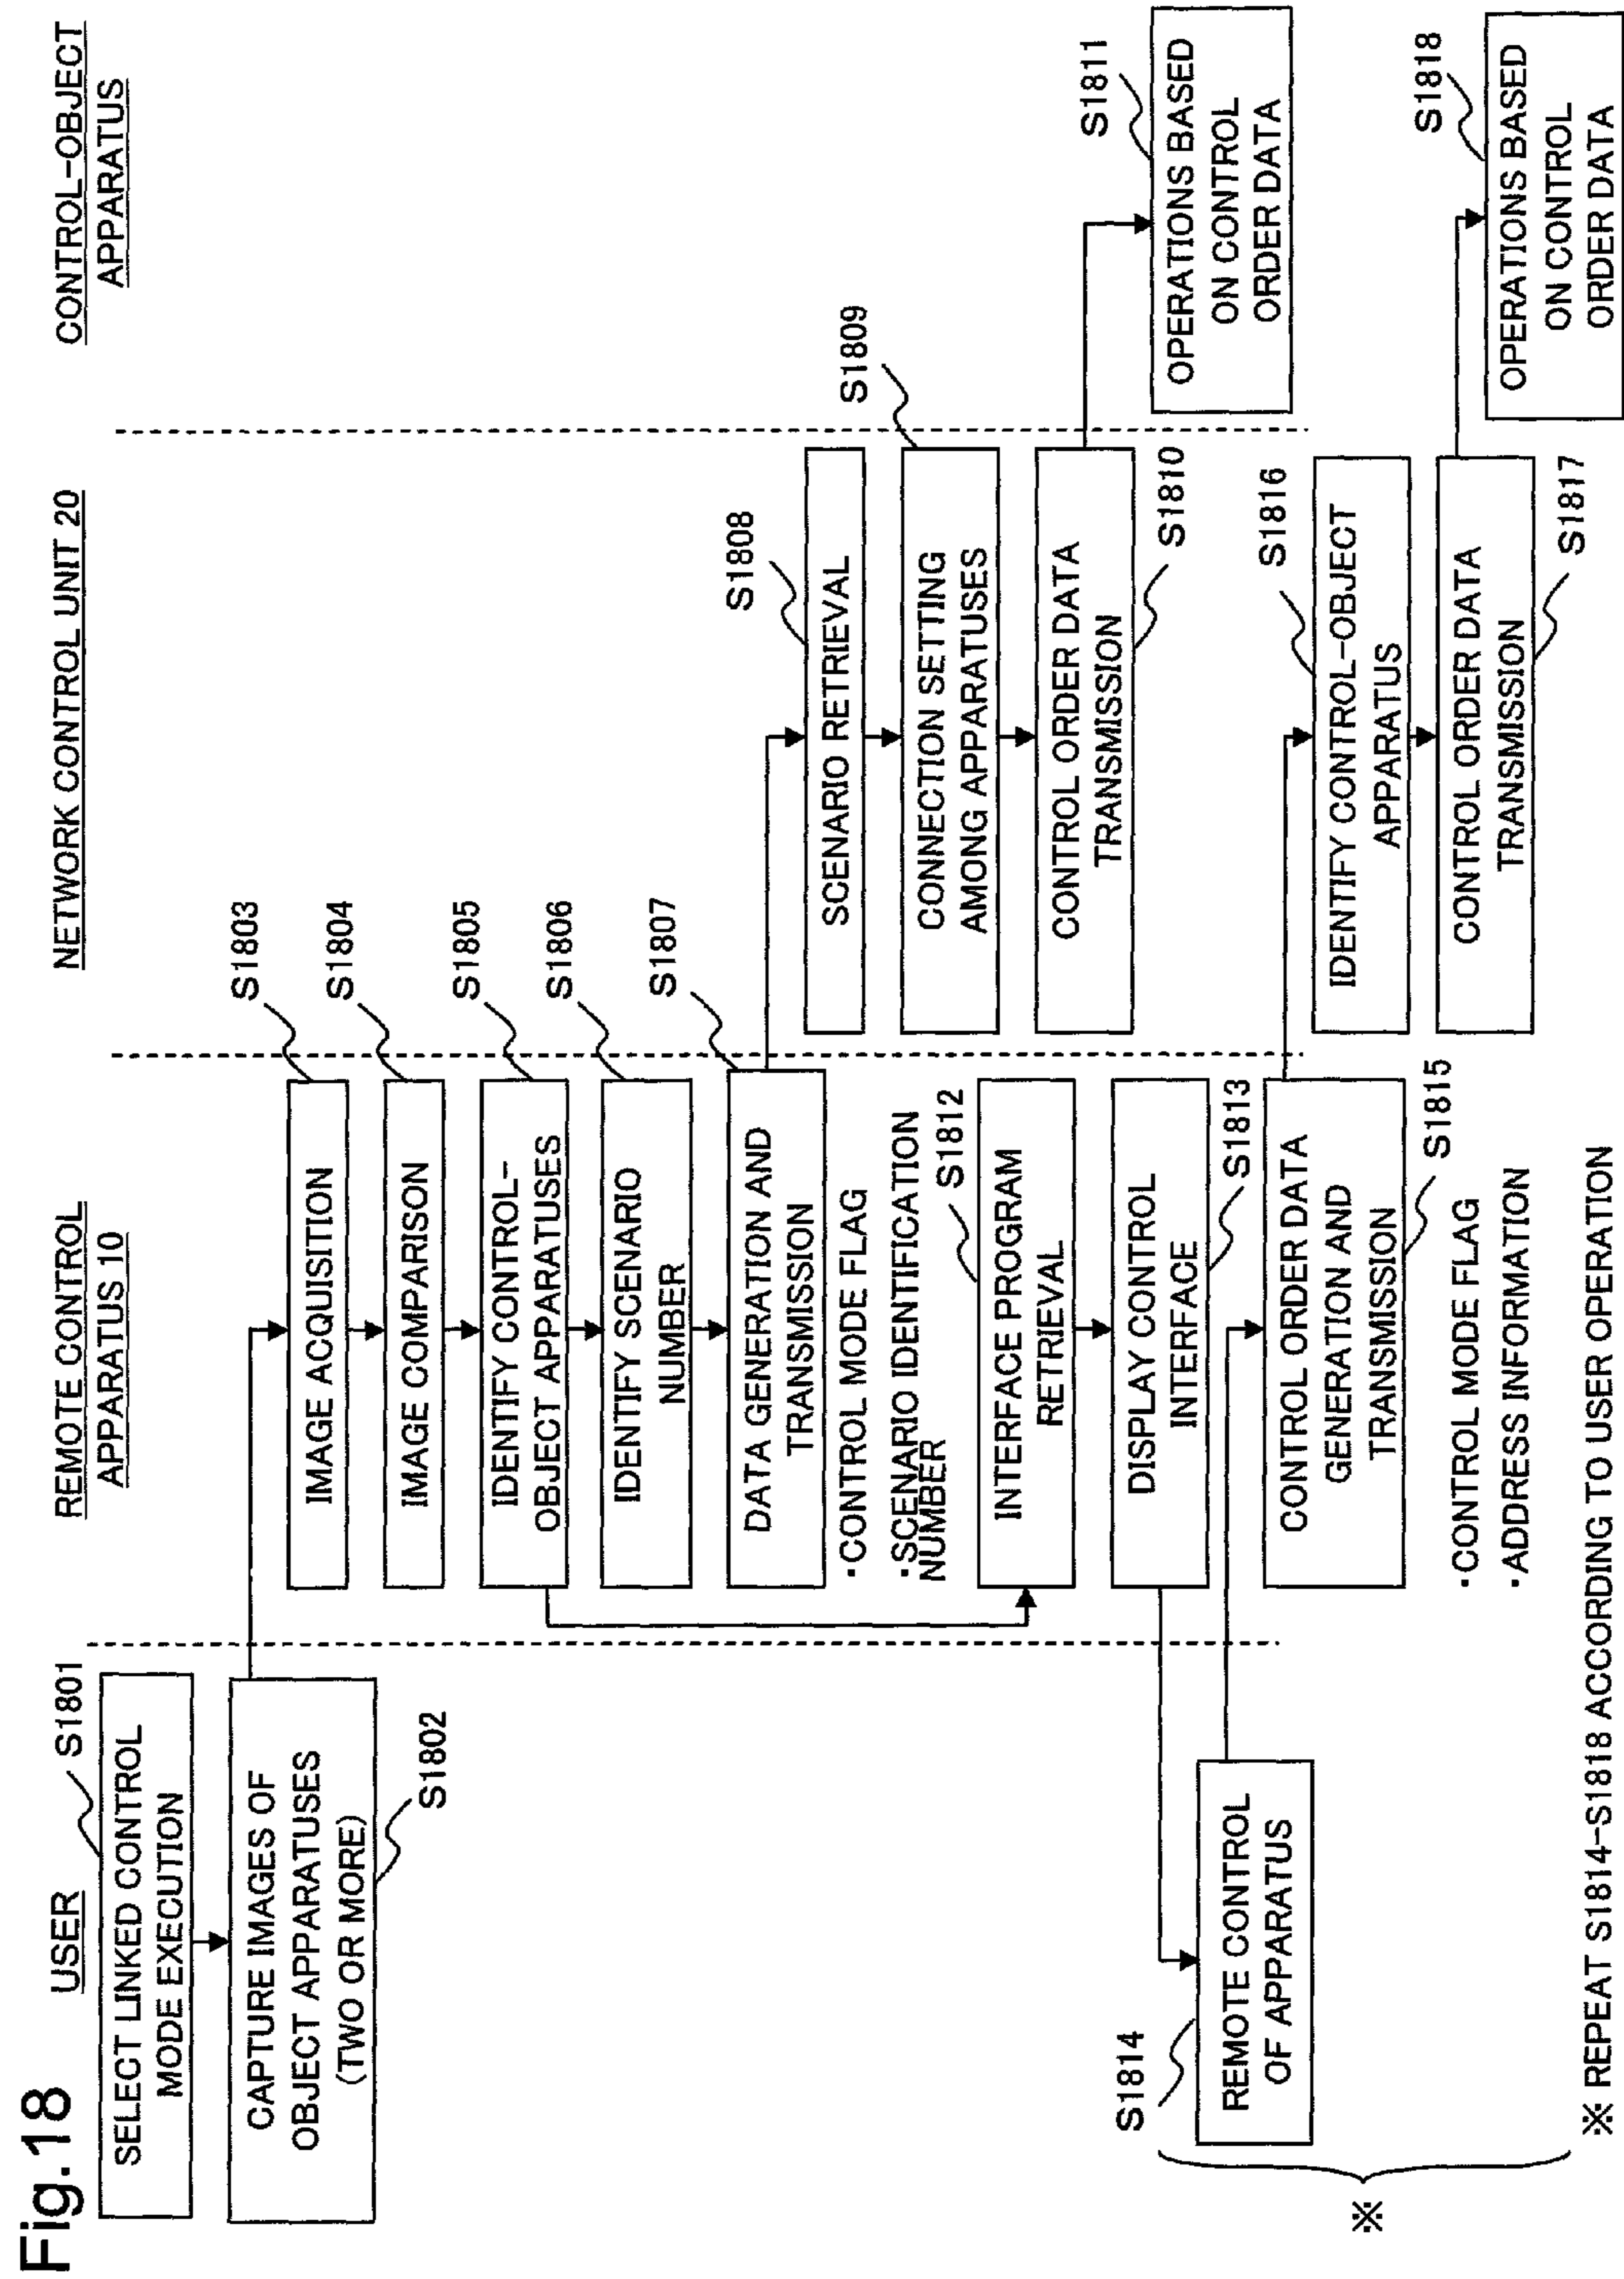 Fig.18
USER
REMOTE CONTROL
APPARATUS 10
NETWORK CONTROL UNIT 20
CONTROL-OBJECT
APPARATUS
S1801
SELECT LINKED CONTROL
MODE EXECUTION
CAPTURE IMAGES OF
OBJECT APPARATUSES
(TWO OR MORE)
S1802
S1803
IMAGE ACQUISITION
S1804
IMAGE COMPARISON
S1805
IDENTIFY CONTROL-
OBJECT APPARATUSES
S1806
IDENTIFY SCENARIO
NUMBER
S1807
DATA GENERATION AND
TRANSMISSION
・CONTROL MODE FLAG
・SCENARIO IDENTIFICATION
NUMBER
S1808
SCENARIO RETRIEVAL
S1809
CONNECTION SETTING
AMONG APPARATUSES
CONTROL ORDER DATA
TRANSMISSION
S1810
S1811
OPERATIONS BASED
ON CONTROL
ORDER DATA
S1812
INTERFACE PROGRAM
RETRIEVAL
DISPLAY CONTROL
INTERFACE
S1813
S1814
REMOTE CONTROL
OF APPARATUS
CONTROL ORDER DATA
GENERATION AND
TRANSMISSION
S1815
・CONTROL MODE FLAG
・ADDRESS INFORMATION
S1816
IDENTIFY CONTROL-OBJECT
APPARATUS
CONTROL ORDER DATA
TRANSMISSION
S1817
S1818
OPERATIONS BASED
ON CONTROL
ORDER DATA
※
※ REPEAT S1814-S1818 ACCORDING TO USER OPERATION